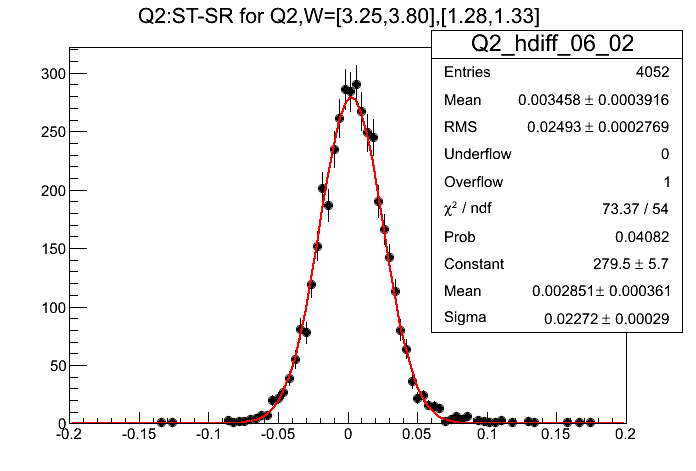 Q2:ST-SR for Q2,W=[3.25,3.80],[1.28,1.33]
Q2_hdiff_06_02
Entries 4052
Mean 0.003458 ± 0.0003916
RMS 0.02493 ± 0.0002769
Underflow 0
Overflow 1
χ² / ndf 73.37 / 54
Prob 0.04082
Constant 279.5 ± 5.7
Mean 0.002851 ± 0.000361
Sigma 0.02272 ± 0.00029
300
250
200
150
100
50
0
-0.2 -0.15 -0.1 -0.05 0 0.05 0.1 0.15 0.2